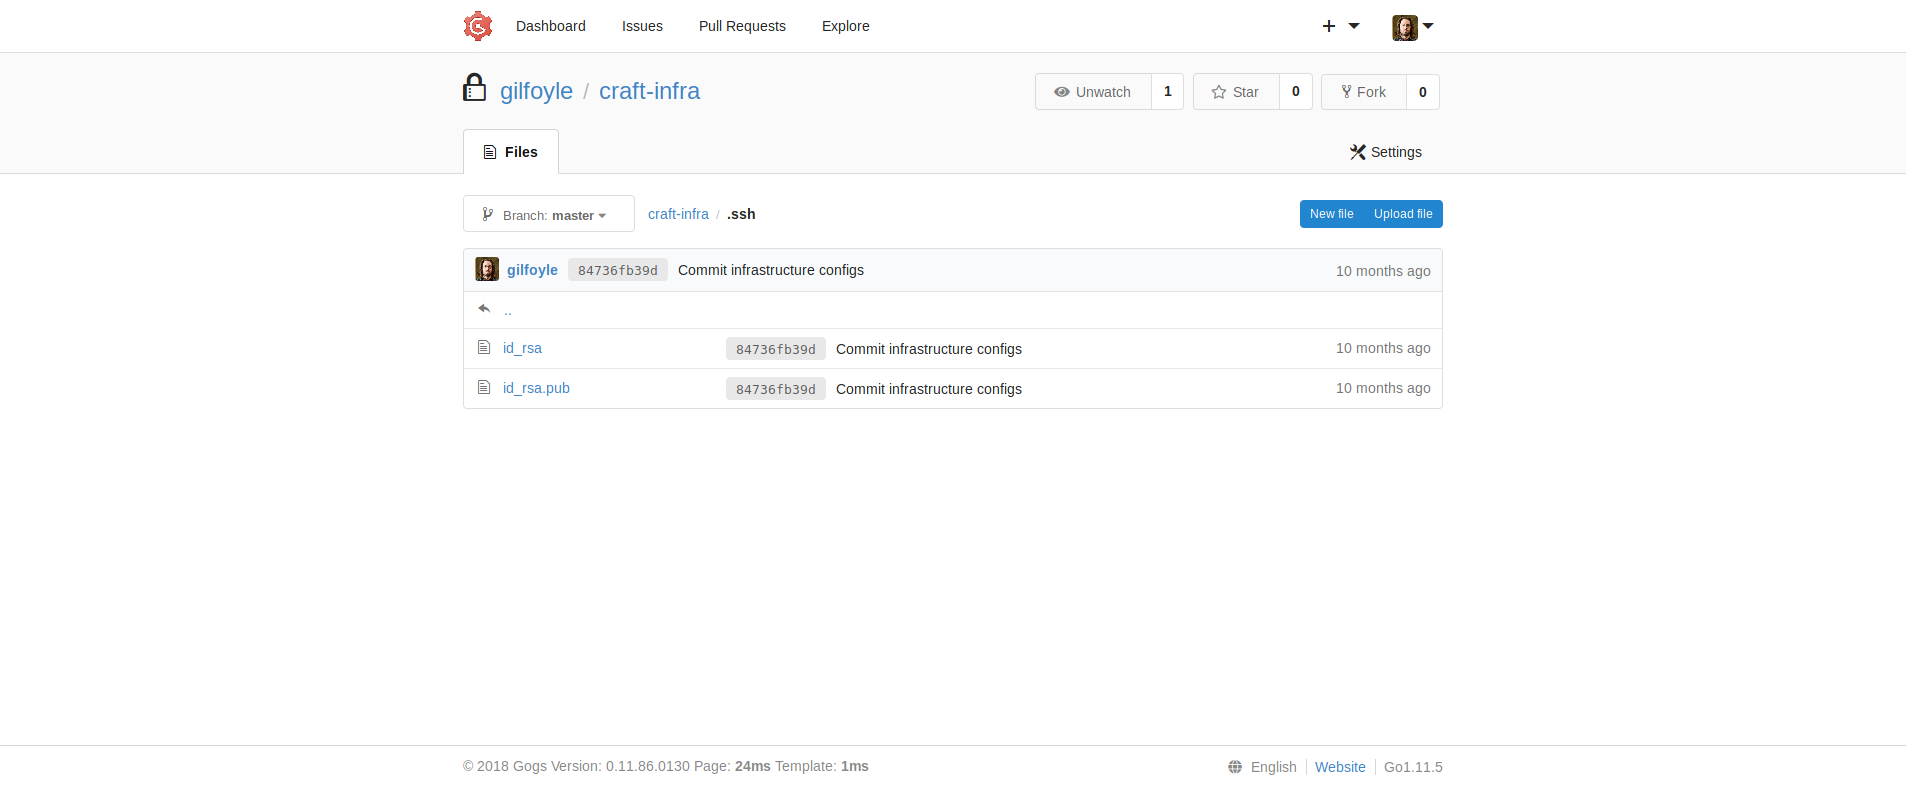 Dashboard Issues Pull Requests Explore
gilfoyle / craft-infra
Unwatch 1 Star 0 Fork 0
Files Settings
Branch: master craft-infra / .ssh New file Upload file
gilfoyle 84736fb39d Commit infrastructure configs 10 months ago
..
id_rsa 84736fb39d Commit infrastructure configs 10 months ago
id_rsa.pub 84736fb39d Commit infrastructure configs 10 months ago
© 2018 Gogs Version: 0.11.86.0130 Page: 24ms Template: 1ms English Website Go1.11.5